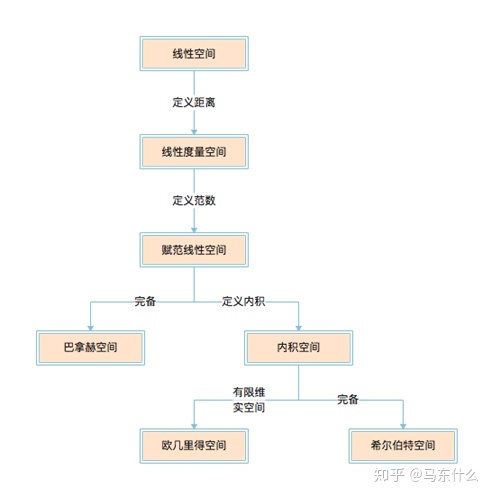 线性空间
定义距离
线性度量空间
定义范数
赋范线性空间
完备
定义内积
巴拿赫空间
内积空间
有限维
实空间
完备
欧几里得空间
希尔伯特空间
知乎 @马东什么